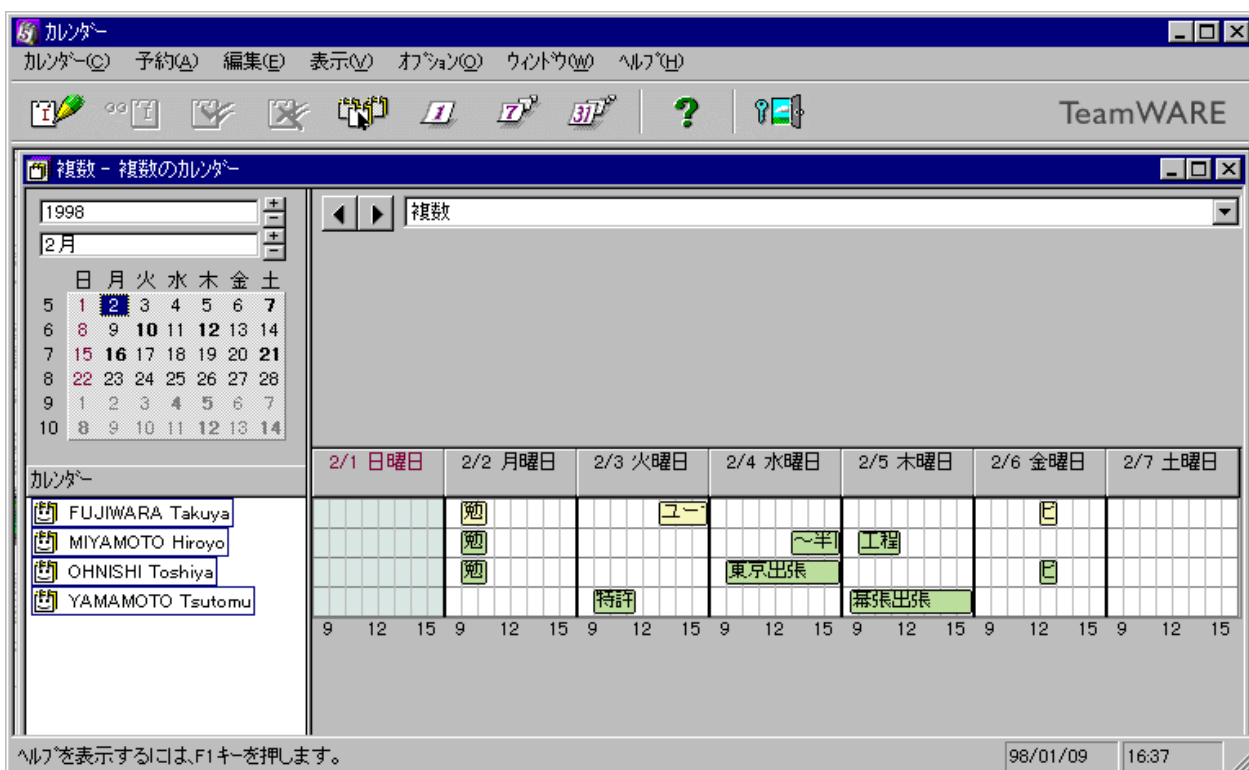 カレンダー
カレンダー(C) 予約(A) 編集(E) 表示(V) オプション(O) ウィンドウ(W) ヘルプ(H)
1 7 31 ? TeamWARE
複数 - 複数のカレンダー
1998 + -
複数
2月 + -
日 月 火 水 木 金 土
5 1 2 3 4 5 6 7
6 8 9 10 11 12 13 14
7 15 16 17 18 19 20 21
8 22 23 24 25 26 27 28
9 1 2 3 4 5 6 7
10 8 9 10 11 12 13 14
カレンダー
2/1 日曜日 2/2 月曜日 2/3 火曜日 2/4 水曜日 2/5 木曜日 2/6 金曜日 2/7 土曜日
FUJIWARA Takuya 勉 ユー ビ
MIYAMOTO Hiroyo 勉 ～半 工程
OHNISHI Toshiya 勉 東京出張 ビ
YAMAMOTO Tsutomu 特許 幕張出張
9 12 15 9 12 15 9 12 15 9 12 15 9 12 15 9 12 15 9 12 15
ヘルプを表示するには、F1キーを押します。 98/01/09 16:37